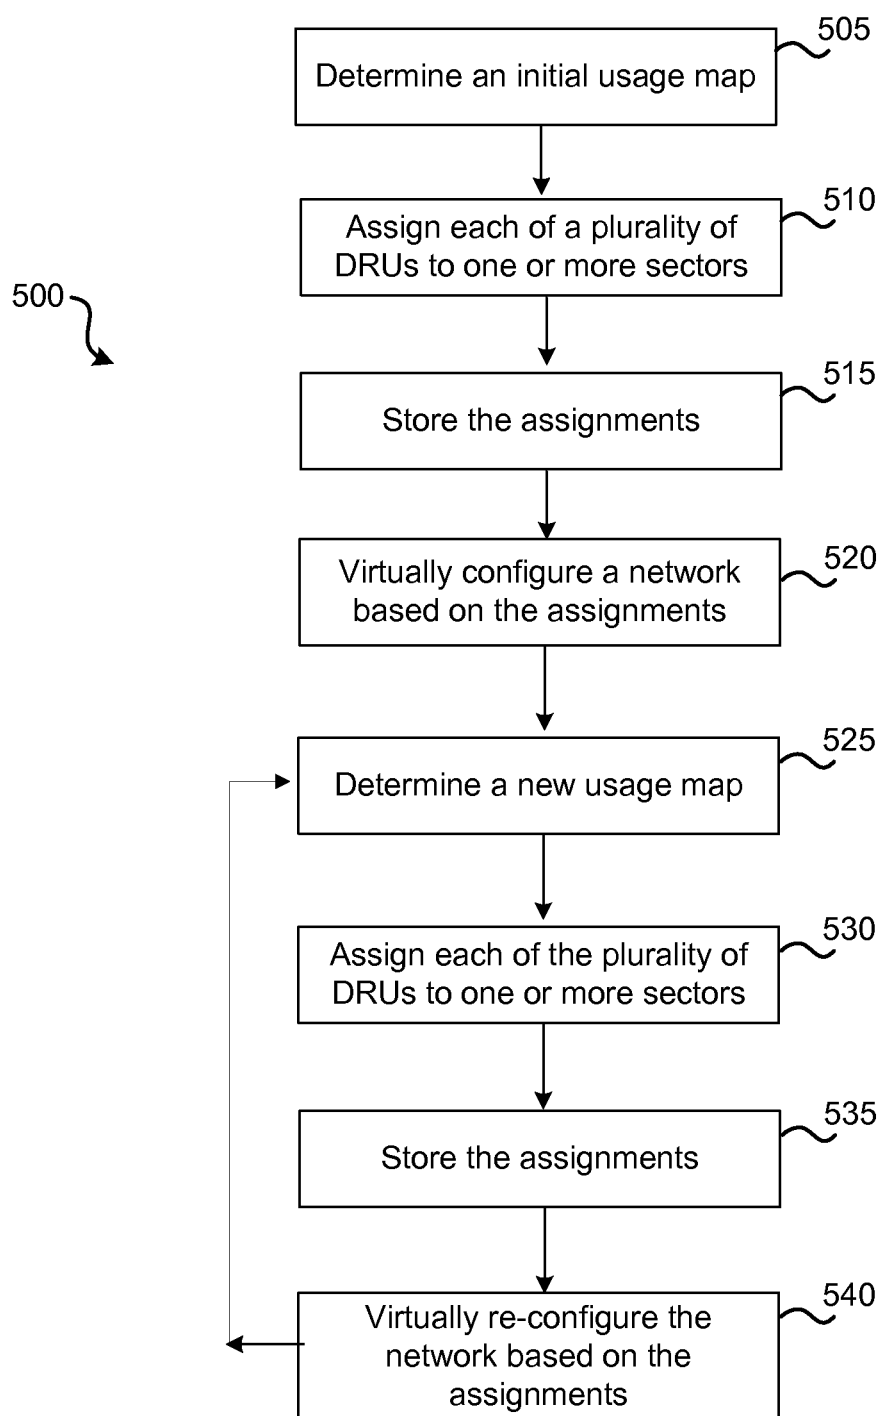 505
Determine an initial usage map
510
Assign each of a plurality of
DRUs to one or more sectors
500
515
Store the assignments
520
Virtually configure a network
based on the assignments
525
Determine a new usage map
530
Assign each of the plurality of
DRUs to one or more sectors
535
Store the assignments
540
Virtually re-configure the
network based on the
assignments